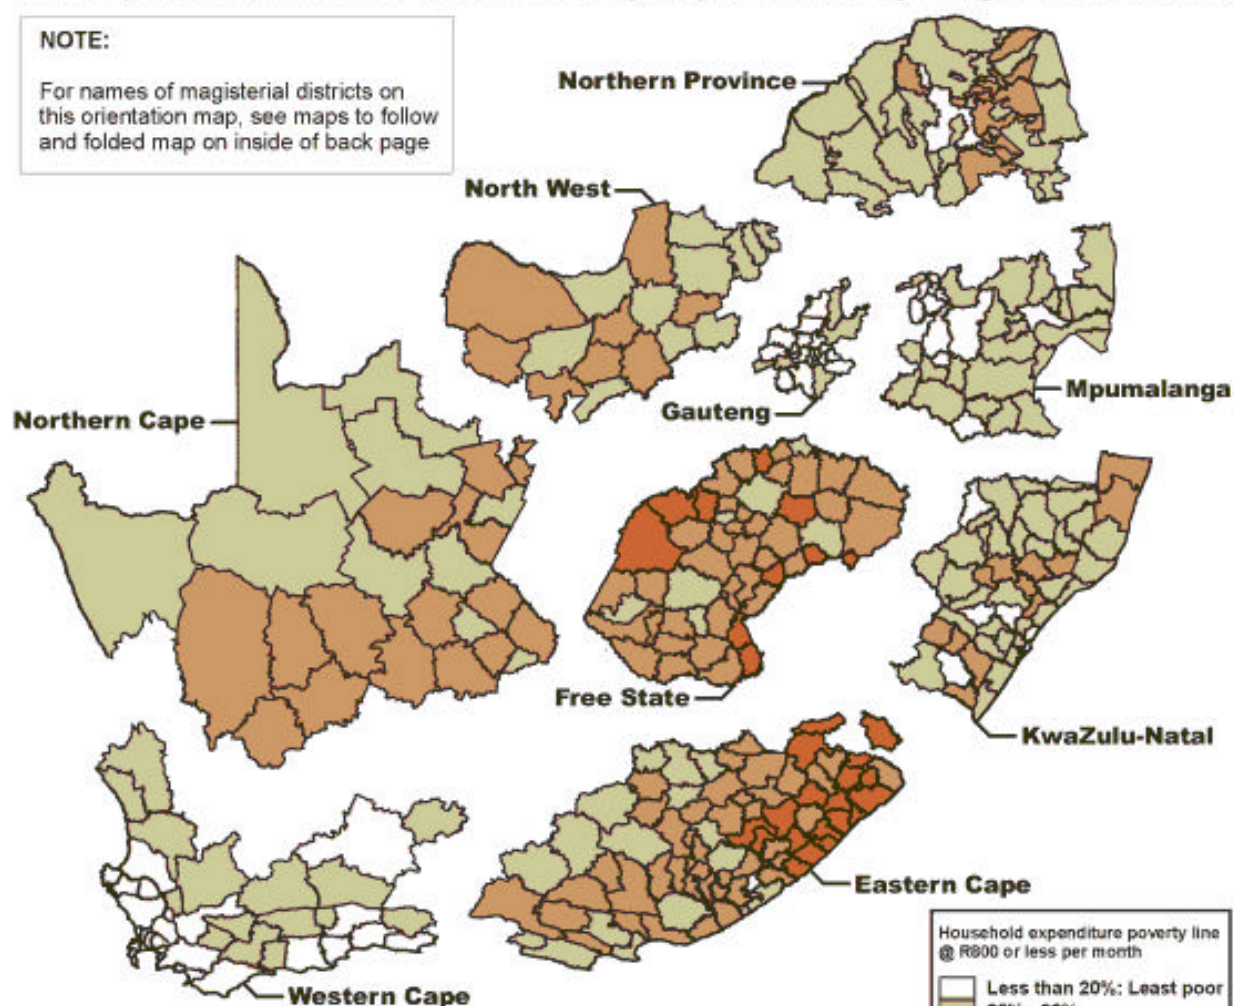 NOTE:
For names of magisterial districts on
this orientation map, see maps to follow
and folded map on inside of back page
Northern Province
North West
Northern Cape
Gauteng
Mpumalanga
Free State
KwaZulu-Natal
Eastern Cape
Western Cape
Household expenditure poverty line
@ R800 or less per month
Less than 20%: Least poor